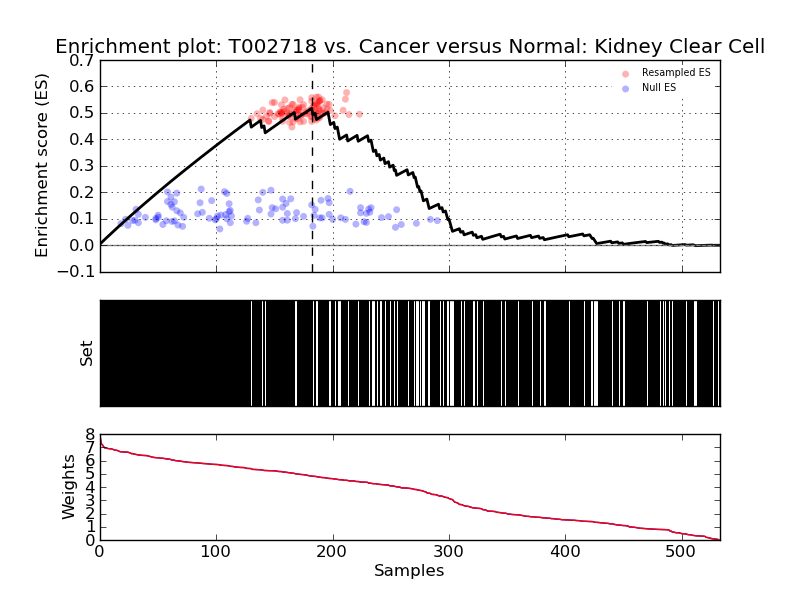 Enrichment plot: T002718 vs. Cancer versus Normal: Kidney Clear Cell
Enrichment score (ES)
0.7
0.6
0.5
0.4
0.3
0.2
0.1
0.0
−0.1
Resampled ES
Null ES
Set
Weights
8
7
6
5
4
3
2
1
0
0 100 200 300 400 500
Samples